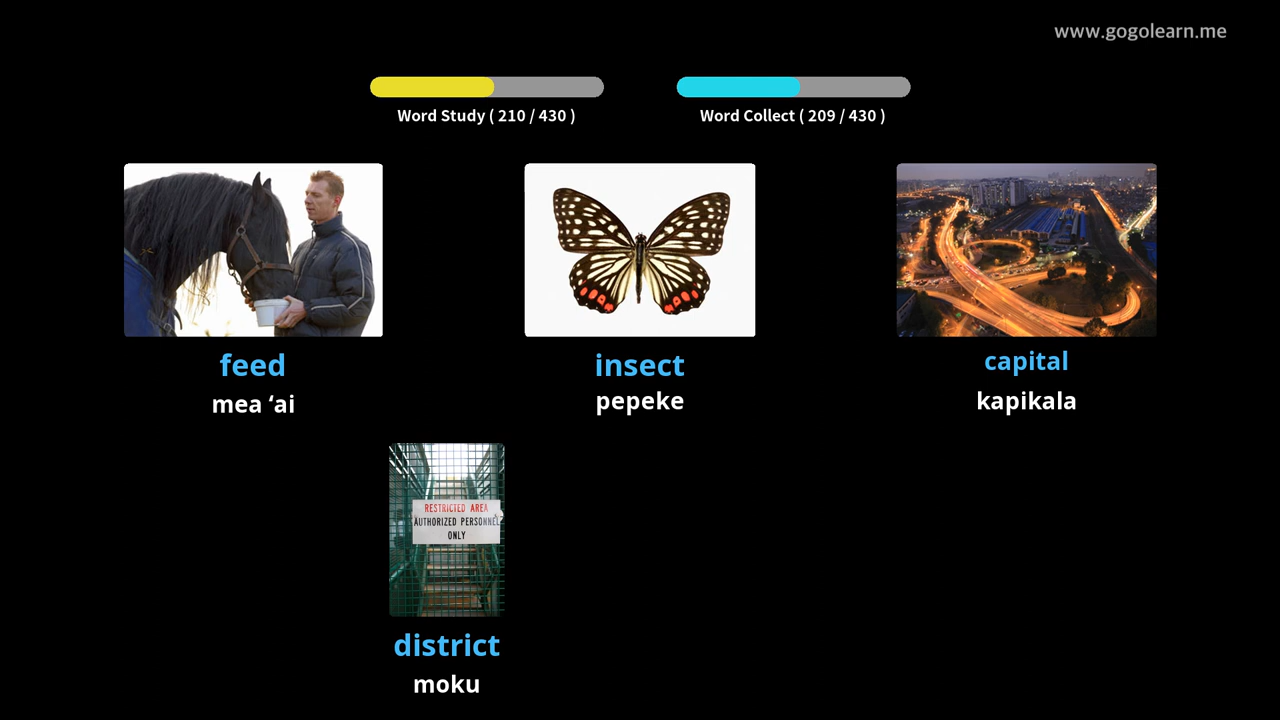 www.gogolearn.me
Word Study ( 210 / 430 )
Word Collect ( 209 / 430 )
feed
mea ʻai
insect
pepeke
capital
kapikala
RESTRICTED AREA
AUTHORIZED PERSONNEL
ONLY
district
moku